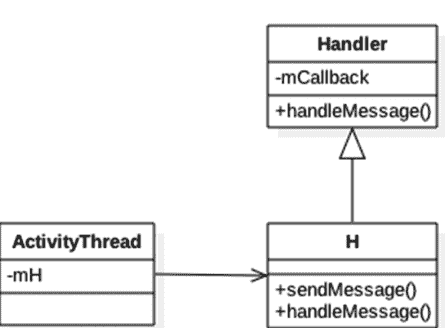 Handler
-mCallback
+handleMessage()
ActivityThread
-mH
H
+sendMessage()
+handleMessage()